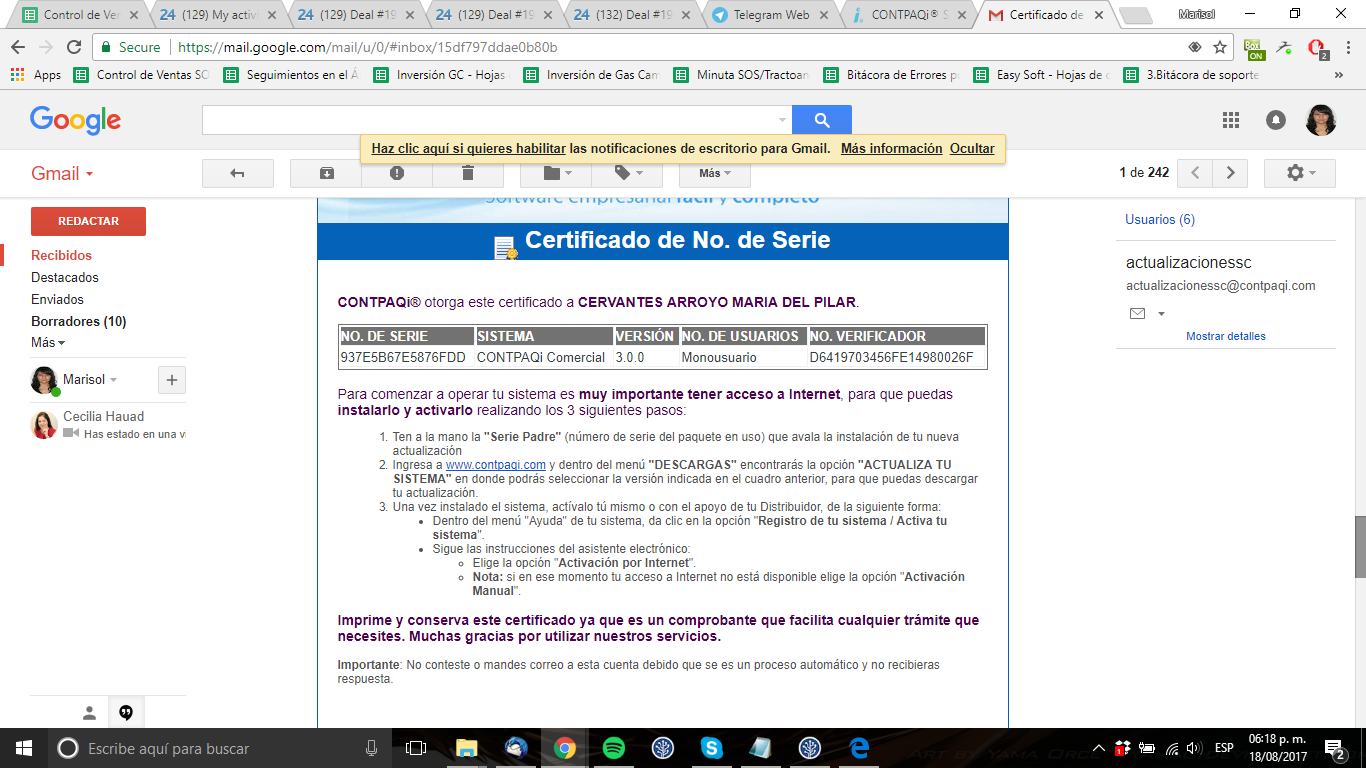 Control de Ver
(129) My activ
(129) Deal #19
(129) Deal #19
(132) Deal #19
Telegram Web
CONTPAQi® S
Certificado de
Marisol
Secure
https://mail.google.com/mail/u/0/#inbox/15df797ddae0b80b
ON
2
Apps
Control de Ventas SO
Seguimientos en el Á
Inversión GC - Hojas
Inversión de Gas Cam
Minuta SOS/Tractoan
Bitácora de Errores p
Easy Soft - Hojas de c
3.Bitácora de soporte
»
Google
Haz clic aquí si quieres habilitar las notificaciones de escritorio para Gmail. Más información Ocultar
Gmail
Más
1 de 242
REDACTAR
Recibidos
Destacados
Enviados
Borradores (10)
Más
Marisol
Cecilia Hauad
Has estado en una vi
Software empresarial fácil y completo
Certificado de No. de Serie
CONTPAQi® otorga este certificado a CERVANTES ARROYO MARIA DEL PILAR.
NO. DE SERIE SISTEMA VERSIÓN NO. DE USUARIOS NO. VERIFICADOR
937E5B67E5876FDD CONTPAQi Comercial 3.0.0 Monousuario D6419703456FE14980026F
Para comenzar a operar tu sistema es muy importante tener acceso a Internet, para que puedas
instalarlo y activarlo realizando los 3 siguientes pasos:
1. Ten a la mano la "Serie Padre" (número de serie del paquete en uso) que avala la instalación de tu nueva
actualización
2. Ingresa a www.contpaqi.com y dentro del menú "DESCARGAS" encontrarás la opción "ACTUALIZA TU
SISTEMA" en donde podrás seleccionar la versión indicada en el cuadro anterior, para que puedas descargar
tu actualización.
3. Una vez instalado el sistema, actívalo tú mismo o con el apoyo de tu Distribuidor, de la siguiente forma:
• Dentro del menú "Ayuda" de tu sistema, da clic en la opción "Registro de tu sistema / Activa tu
sistema".
• Sigue las instrucciones del asistente electrónico:
◦ Elige la opción "Activación por Internet".
◦ Nota: si en ese momento tu acceso a Internet no está disponible elige la opción "Activación
Manual".
Imprime y conserva este certificado ya que es un comprobante que facilita cualquier trámite que
necesites. Muchas gracias por utilizar nuestros servicios.
Importante: No conteste o mandes correo a esta cuenta debido que se es un proceso automático y no recibieras
respuesta.
Usuarios (6)
actualizacionessc
actualizacionessc@contpaqi.com
Mostrar detalles
Escribe aquí para buscar
ESP
06:18 p. m.
18/08/2017
2